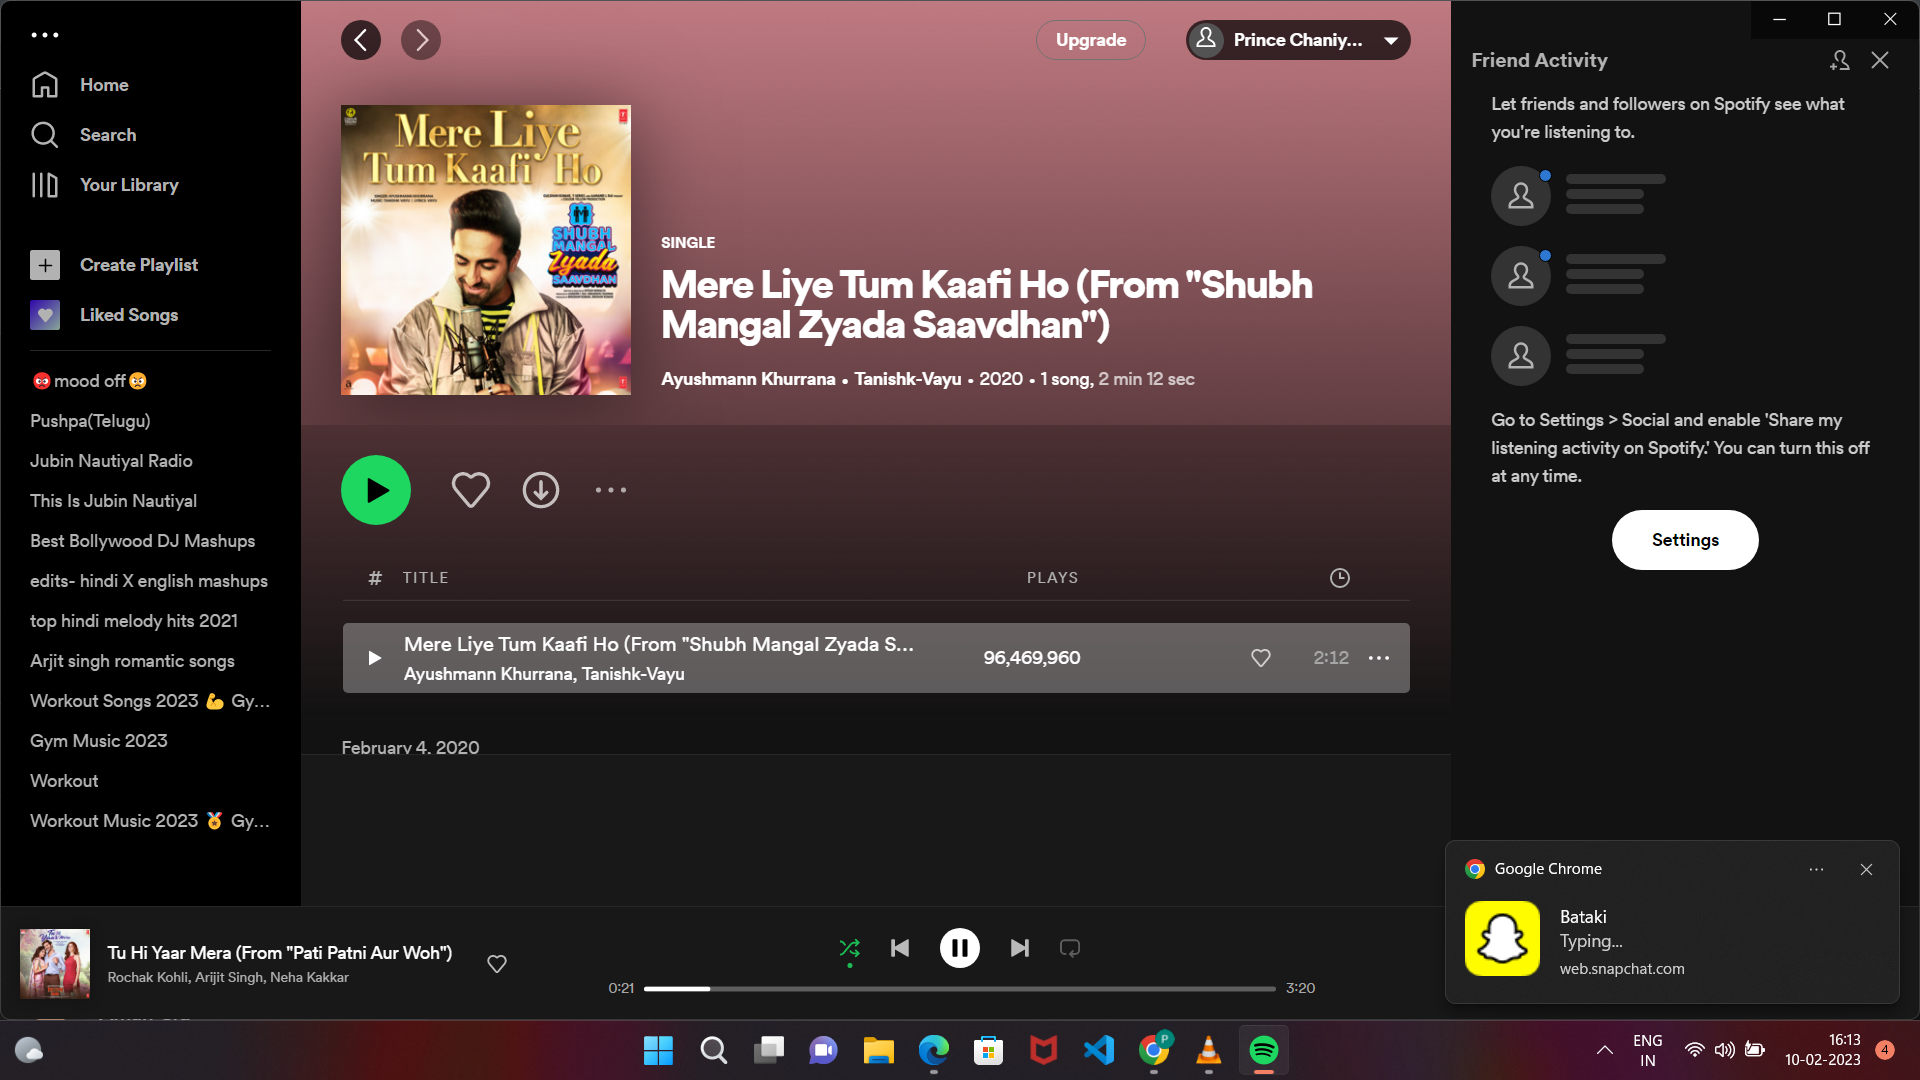 Home
Search
Your Library
Create Playlist
Liked Songs
mood off
Pushpa(Telugu)
Jubin Nautiyal Radio
This Is Jubin Nautiyal
Best Bollywood DJ Mashups
edits- hindi X english mashups
top hindi melody hits 2021
Arjit singh romantic songs
Workout Songs 2023 💪 Gy...
Gym Music 2023
Workout
Workout Music 2023 🏅 Gy...
Upgrade
Prince Chaniy...
Mere Liye
Tum Kaafi Ho
SHUBH
MANGAL
Zyada
SAAVDHAN
SINGLE
Mere Liye Tum Kaafi Ho (From "Shubh
Mangal Zyada Saavdhan")
Ayushmann Khurrana • Tanishk-Vayu • 2020 • 1 song, 2 min 12 sec
# TITLE PLAYS
Mere Liye Tum Kaafi Ho (From "Shubh Mangal Zyada S...
Ayushmann Khurrana, Tanishk-Vayu
96,469,960
2:12
February 4, 2020
Friend Activity
Let friends and followers on Spotify see what
you're listening to.
Go to Settings > Social and enable 'Share my
listening activity on Spotify.' You can turn this off
at any time.
Settings
Google Chrome
Bataki
Typing...
web.snapchat.com
Tu Hi Yaar Mera (From "Pati Patni Aur Woh")
Rochak Kohli, Arijit Singh, Neha Kakkar
0:21
3:20
P
ENG
IN
16:13
10-02-2023
4